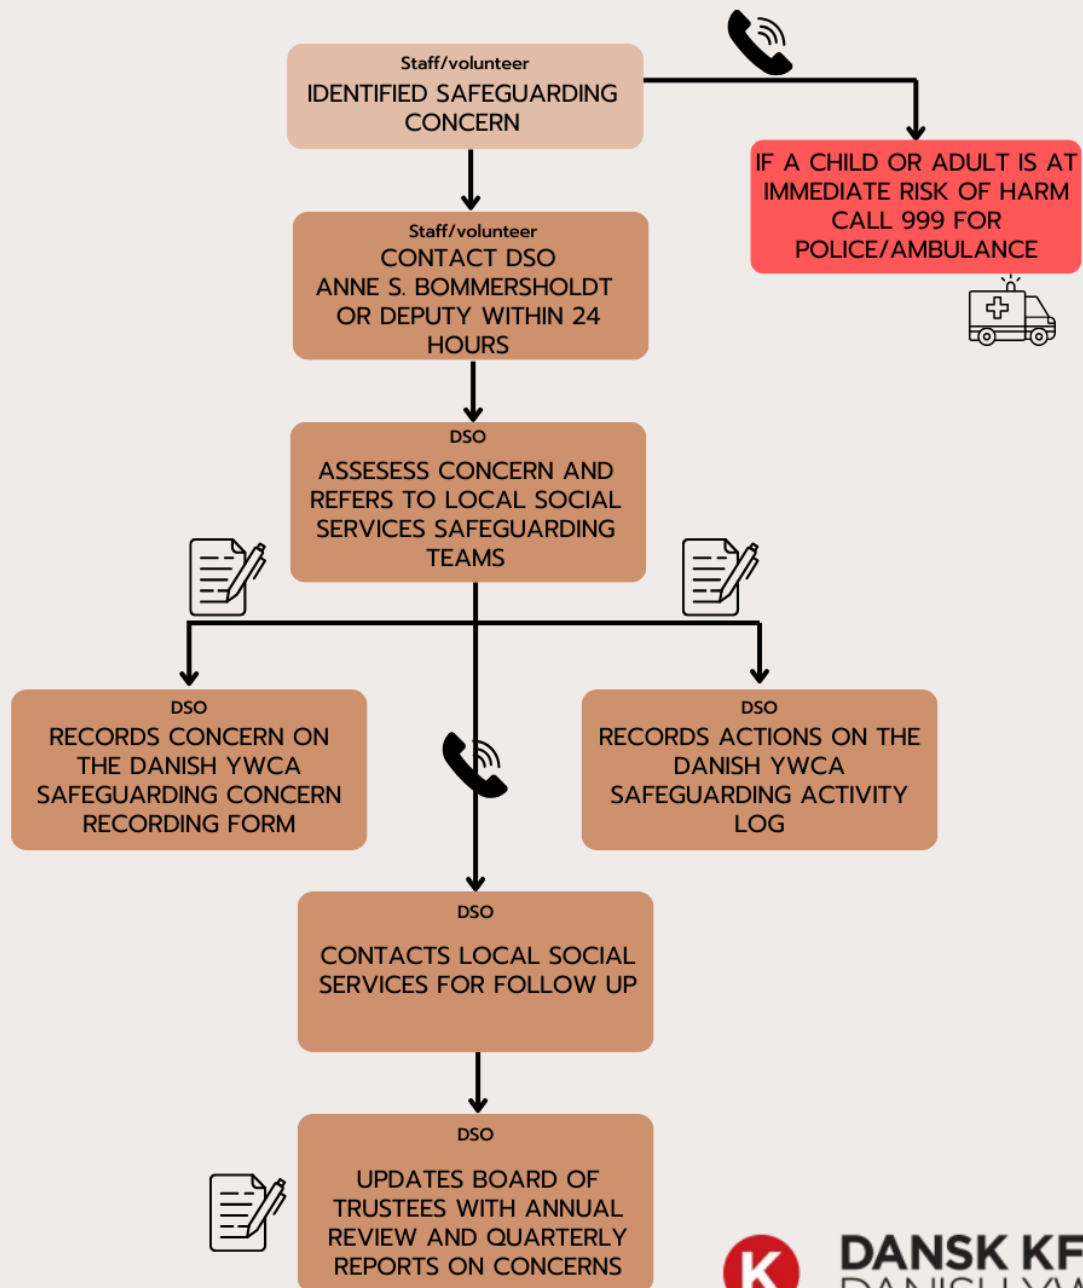 Staff/volunteer
IDENTIFIED SAFEGUARDING
CONCERN
IF A CHILD OR ADULT IS AT
IMMEDIATE RISK OF HARM
CALL 999 FOR
POLICE/AMBULANCE
Staff/volunteer
CONTACT DSO
ANNE S. BOMMERSHOLDT
OR DEPUTY WITHIN 24
HOURS
DSO
ASSESESS CONCERN AND
REFERS TO LOCAL SOCIAL
SERVICES SAFEGUARDING
TEAMS
DSO
RECORDS CONCERN ON
THE DANISH YWCA
SAFEGUARDING CONCERN
RECORDING FORM
DSO
RECORDS ACTIONS ON THE
DANISH YWCA
SAFEGUARDING ACTIVITY
LOG
DSO
CONTACTS LOCAL SOCIAL
SERVICES FOR FOLLOW UP
DSO
UPDATES BOARD OF
TRUSTEES WITH ANNUAL
REVIEW AND QUARTERLY
REPORTS ON CONCERNS
K
DANSK KF
DANISH YW